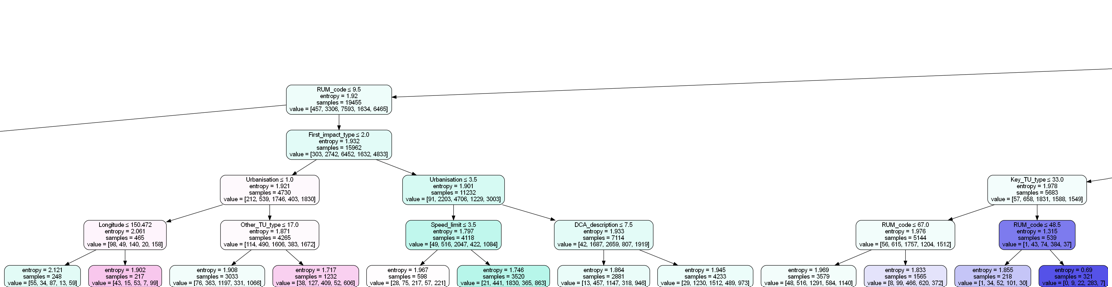 RUM_code ≤ 9.5
entropy = 1.92
samples = 19455
value = [457, 3306, 7593, 1634, 6465]
First_impact_type ≤ 2.0
entropy = 1.932
samples = 15962
value = [303, 2742, 6452, 1632, 4833]
Urbanisation ≤ 1.0
entropy = 1.921
samples = 4730
value = [212, 539, 1746, 403, 1830]
Urbanisation ≤ 3.5
entropy = 1.901
samples = 11232
value = [91, 2203, 4706, 1229, 3003]
Key_TU_type ≤ 33.0
entropy = 1.978
samples = 5683
value = [57, 658, 1831, 1588, 1549]
Longitude ≤ 150.472
entropy = 2.061
samples = 465
value = [98, 49, 140, 20, 158]
Other_TU_type ≤ 17.0
entropy = 1.871
samples = 4265
value = [114, 490, 1606, 383, 1672]
Speed_limit ≤ 3.5
entropy = 1.797
samples = 4118
value = [49, 516, 2047, 422, 1084]
DCA_description ≤ 7.5
entropy = 1.933
samples = 7114
value = [42, 1687, 2659, 807, 1919]
RUM_code ≤ 67.0
entropy = 1.976
samples = 5144
value = [56, 615, 1757, 1204, 1512]
RUM_code ≤ 48.5
entropy = 1.315
samples = 539
value = [1, 43, 74, 384, 37]
entropy = 2.121
samples = 248
value = [55, 34, 87, 13, 59]
entropy = 1.902
samples = 217
value = [43, 15, 53, 7, 99]
entropy = 1.908
samples = 3033
value = [76, 363, 1197, 331, 1066]
entropy = 1.717
samples = 1232
value = [38, 127, 409, 52, 606]
entropy = 1.967
samples = 598
value = [28, 75, 217, 57, 221]
entropy = 1.746
samples = 3520
value = [21, 441, 1830, 365, 863]
entropy = 1.864
samples = 2881
value = [13, 457, 1147, 318, 946]
entropy = 1.945
samples = 4233
value = [29, 1230, 1512, 489, 973]
entropy = 1.969
samples = 3579
value = [48, 516, 1291, 584, 1140]
entropy = 1.833
samples = 1565
value = [8, 99, 466, 620, 372]
entropy = 1.855
samples = 218
value = [1, 34, 52, 101, 30]
entropy = 0.69
samples = 321
value = [0, 9, 22, 283, 7]